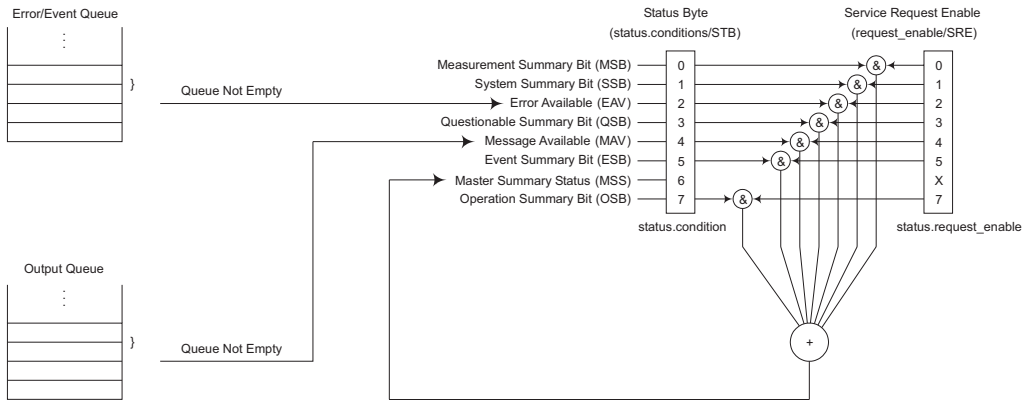 Error/Event Queue
}
Queue Not Empty
Output Queue
}
Queue Not Empty
Status Byte
(status.conditions/STB)
Measurement Summary Bit (MSB)
System Summary Bit (SSB)
Error Available (EAV)
Questionable Summary Bit (QSB)
Message Available (MAV)
Event Summary Bit (ESB)
Master Summary Status (MSS)
Operation Summary Bit (OSB)
0
1
2
3
4
5
6
7
status.condition
&
&
&
&
&
&
&
+
Service Request Enable
(request_enable/SRE)
0
1
2
3
4
5
X
7
status.request_enable